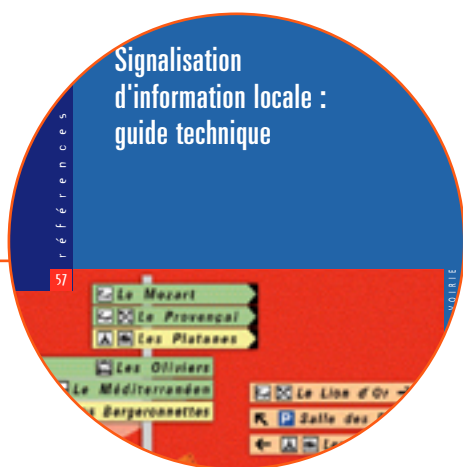 Signalisation
d'information locale :
guide technique
références
57
VOIRIE
Le Mozart
Le Provençal
Les Platanes
Les Oliviers
Le Méditerranéen
Bergeronnettes
Le Lion d'Or
P Salle des